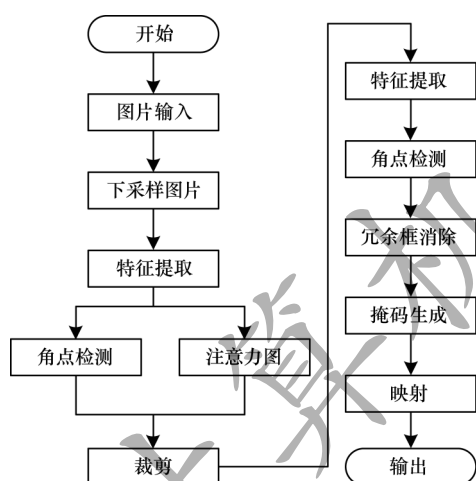 开始
图片输入
下采样图片
特征提取
角点检测
注意力图
裁剪
特征提取
角点检测
冗余框消除
掩码生成
映射
输出
算机